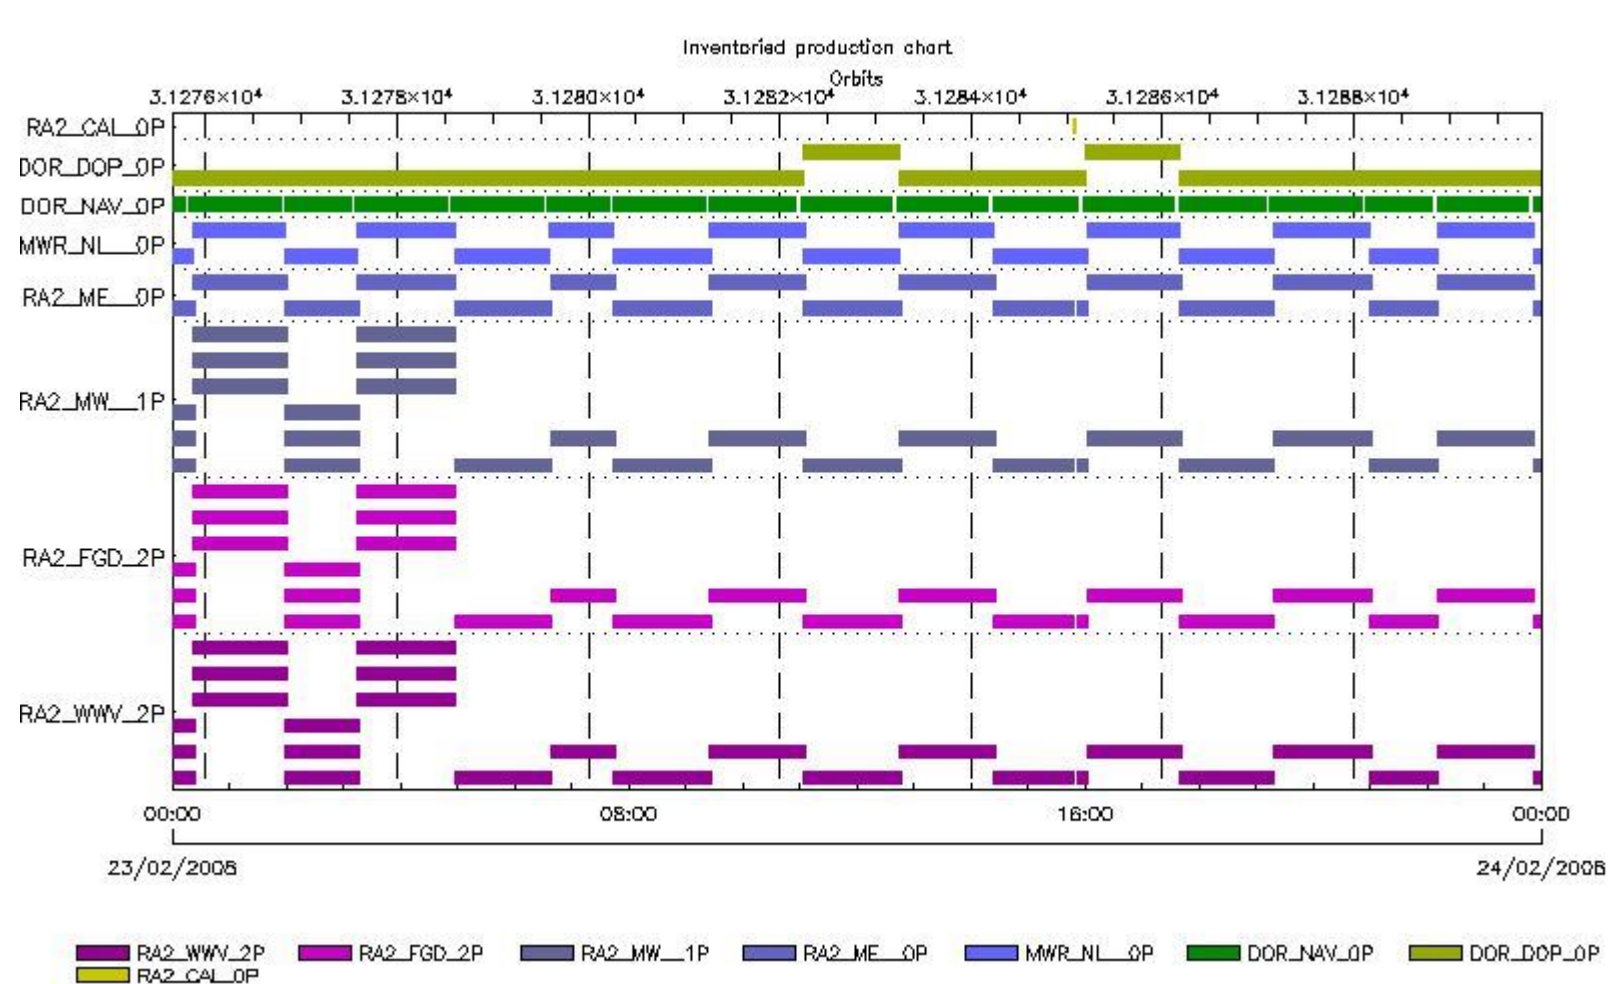 Inventoried production chart
Orbits
3.1276×10⁴ 3.1278×10⁴ 3.1280×10⁴ 3.1282×10⁴ 3.1284×10⁴ 3.1286×10⁴ 3.1288×10⁴
RA2_CAL_0P
DOR_DOP_0P
DOR_NAV_0P
MWR_NL__0P
RA2_ME__0P
RA2_MW__1P
RA2_FGD_2P
RA2_WWV_2P
00:00 08:00 16:00 00:00
23/02/2008 24/02/2008
RA2_WWV_2P RA2_FGD_2P RA2_MW__1P RA2_ME__0P MWR_NL__0P DOR_NAV_0P DOR_DOP_0P
RA2_CAL_0P